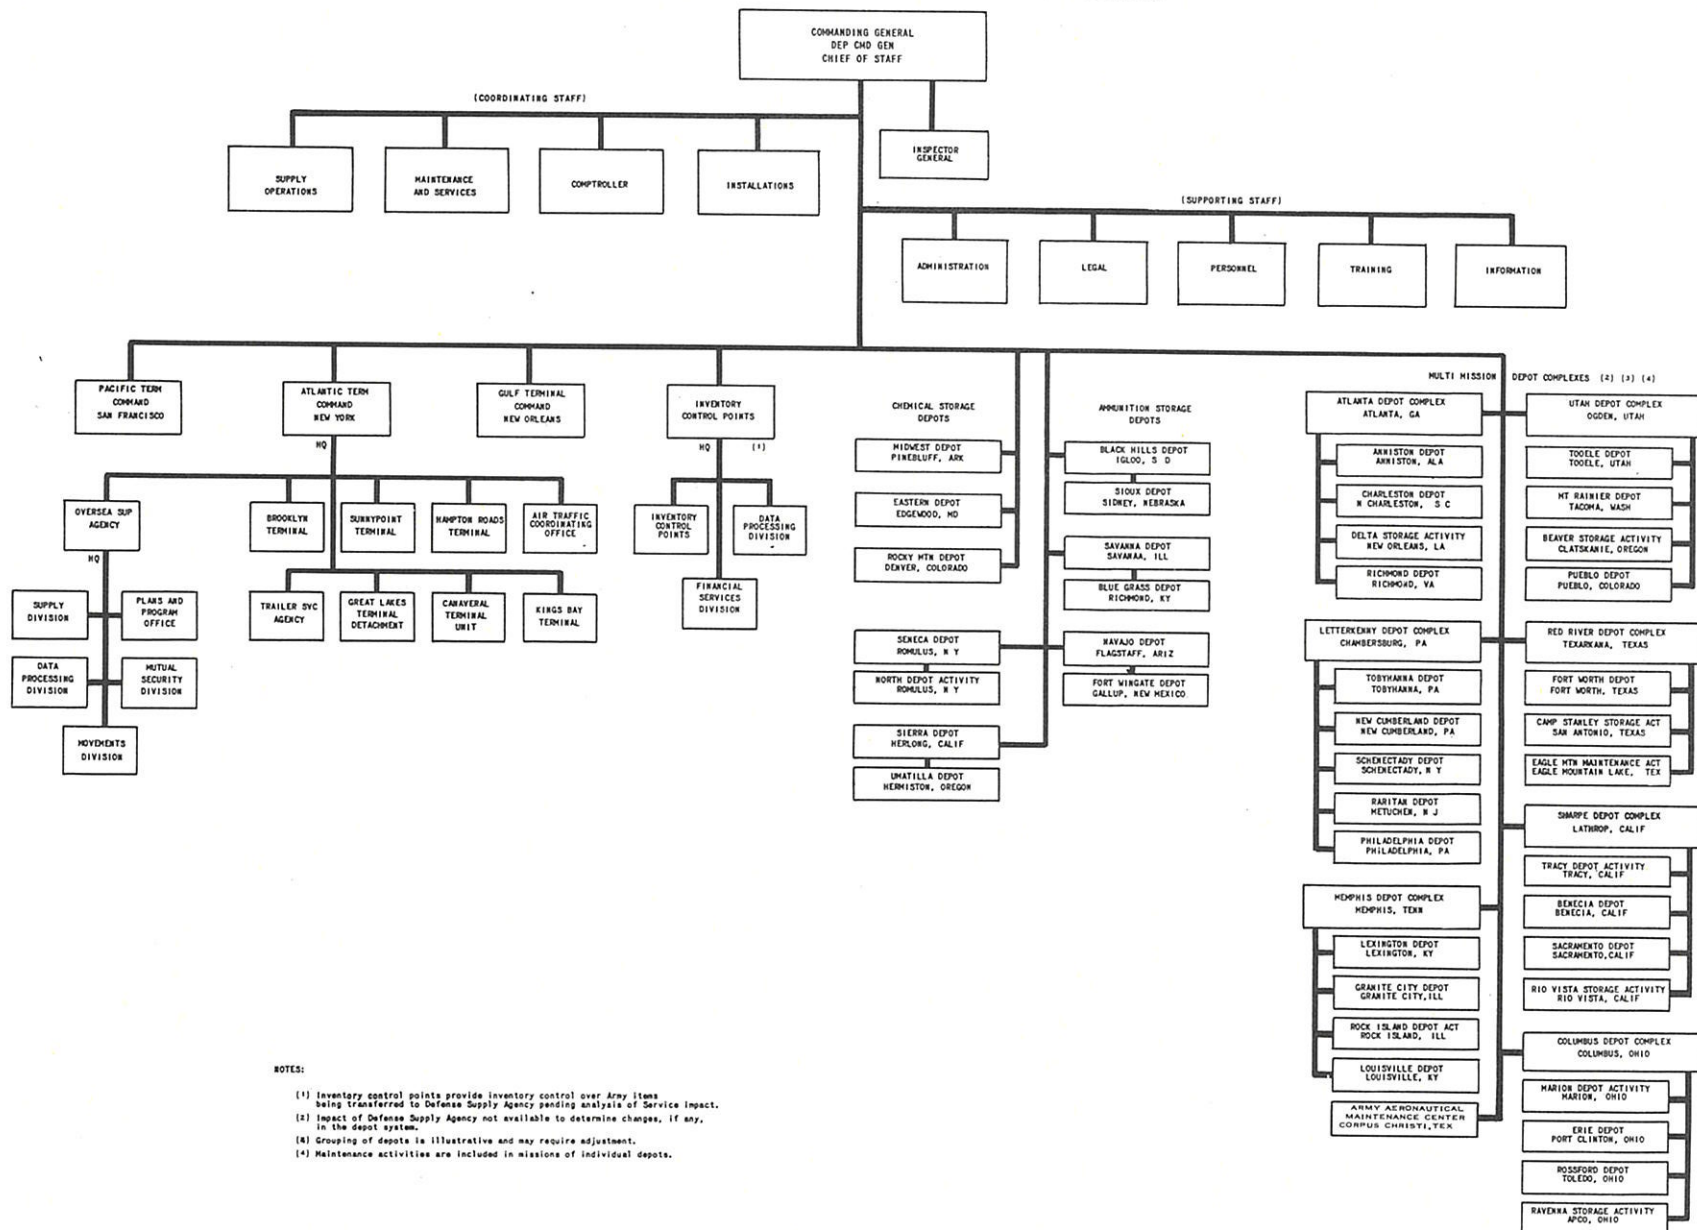 COMMANDING GENERAL
DEP CMD GEN
CHIEF OF STAFF
(COORDINATING STAFF)
INSPECTOR
GENERAL
SUPPLY
OPERATIONS
MAINTENANCE
AND SERVICES
COMPTROLLER
INSTALLATIONS
(SUPPORTING STAFF)
ADMINISTRATION
LEGAL
PERSONNEL
TRAINING
INFORMATION
PACIFIC TERM
COMMAND
SAN FRANCISCO
ATLANTIC TERM
COMMAND
NEW YORK
HQ
GULF TERMINAL
COMMAND
NEW ORLEANS
INVENTORY
CONTROL POINTS
HQ (1)
OVERSEA SUP
AGENCY
HQ
BROOKLYN
TERMINAL
SUNNYPOINT
TERMINAL
HAMPTON ROADS
TERMINAL
AIR TRAFFIC
COORDINATING
OFFICE
TRAILER SVC
AGENCY
GREAT LAKES
TERMINAL
DETACHMENT
CANAVERAL
TERMINAL
UNIT
KINGS BAY
TERMINAL
SUPPLY
DIVISION
PLANS AND
PROGRAM
OFFICE
DATA
PROCESSING
DIVISION
MUTUAL
SECURITY
DIVISION
MOVEMENTS
DIVISION
INVENTORY
CONTROL
POINTS
DATA
PROCESSING
DIVISION
FINANCIAL
SERVICES
DIVISION
CHEMICAL STORAGE
DEPOTS
MIDWEST DEPOT
PINEBLUFF, ARK
EASTERN DEPOT
EDGEWOOD, MD
ROCKY MTN DEPOT
DENVER, COLORADO
AMMUNITION STORAGE
DEPOTS
BLACK HILLS DEPOT
IGLOO, S D
SIOUX DEPOT
SIDNEY, NEBRASKA
SAVANNA DEPOT
SAVANAA, ILL
BLUE GRASS DEPOT
RICHMOND, KY
SENECA DEPOT
ROMULUS, N Y
NORTH DEPOT ACTIVITY
ROMULUS, N Y
NAVAJO DEPOT
FLAGSTAFF, ARIZ
FORT WINGATE DEPOT
GALLUP, NEW MEXICO
SIERRA DEPOT
HERLONG, CALIF
UMATILLA DEPOT
HERMISTON, OREGON
MULTI MISSION DEPOT COMPLEXES (2) (3) (4)
ATLANTA DEPOT COMPLEX
ATLANTA, GA
ANNISTON DEPOT
ANNISTON, ALA
CHARLESTON DEPOT
N CHARLESTON, S C
DELTA STORAGE ACTIVITY
NEW ORLEANS, LA
RICHMOND DEPOT
RICHMOND, VA
LETTERKENNY DEPOT COMPLEX
CHAMBERSBURG, PA
TOBYHANNA DEPOT
TOBYHANNA, PA
NEW CUMBERLAND DEPOT
NEW CUMBERLAND, PA
SCHENECTADY DEPOT
SCHENECTADY, N Y
RARITAN DEPOT
METUCHEN, N J
PHILADELPHIA DEPOT
PHILADELPHIA, PA
MEMPHIS DEPOT COMPLEX
MEMPHIS, TENN
LEXINGTON DEPOT
LEXINGTON, KY
GRANITE CITY DEPOT
GRANITE CITY, ILL
ROCK ISLAND DEPOT ACT
ROCK ISLAND, ILL
LOUISVILLE DEPOT
LOUISVILLE, KY
ARMY AERONAUTICAL
MAINTENANCE CENTER
CORPUS CHRISTI, TEX
UTAH DEPOT COMPLEX
OGDEN, UTAH
TOOELE DEPOT
TOOELE, UTAH
MT RAINIER DEPOT
TACOMA, WASH
BEAVER STORAGE ACTIVITY
CLATSKANIE, OREGON
PUEBLO DEPOT
PUEBLO, COLORADO
RED RIVER DEPOT COMPLEX
TEXARKANA, TEXAS
FORT WORTH DEPOT
FORT WORTH, TEXAS
CAMP STANLEY STORAGE ACT
SAN ANTONIO, TEXAS
EAGLE MTN MAINTENANCE ACT
EAGLE MOUNTAIN LAKE, TEX
SHARPE DEPOT COMPLEX
LATHROP, CALIF
TRACY DEPOT ACTIVITY
TRACY, CALIF
BENECIA DEPOT
BENECIA, CALIF
SACRAMENTO DEPOT
SACRAMENTO, CALIF
RIO VISTA STORAGE ACTIVITY
RIO VISTA, CALIF
COLUMBUS DEPOT COMPLEX
COLUMBUS, OHIO
MARION DEPOT ACTIVITY
MARION, OHIO
ERIE DEPOT
PORT CLINTON, OHIO
ROSSFORD DEPOT
TOLEDO, OHIO
RAVENNA STORAGE ACTIVITY
APCO, OHIO
NOTES:
(1) Inventory control points provide inventory control over Army items
being transferred to Defense Supply Agency pending analysis of Service impact.
(2) Impact of Defense Supply Agency not available to determine changes, if any,
in the depot system.
(3) Grouping of depots is illustrative and may require adjustment.
(4) Maintenance activities are included in missions of individual depots.